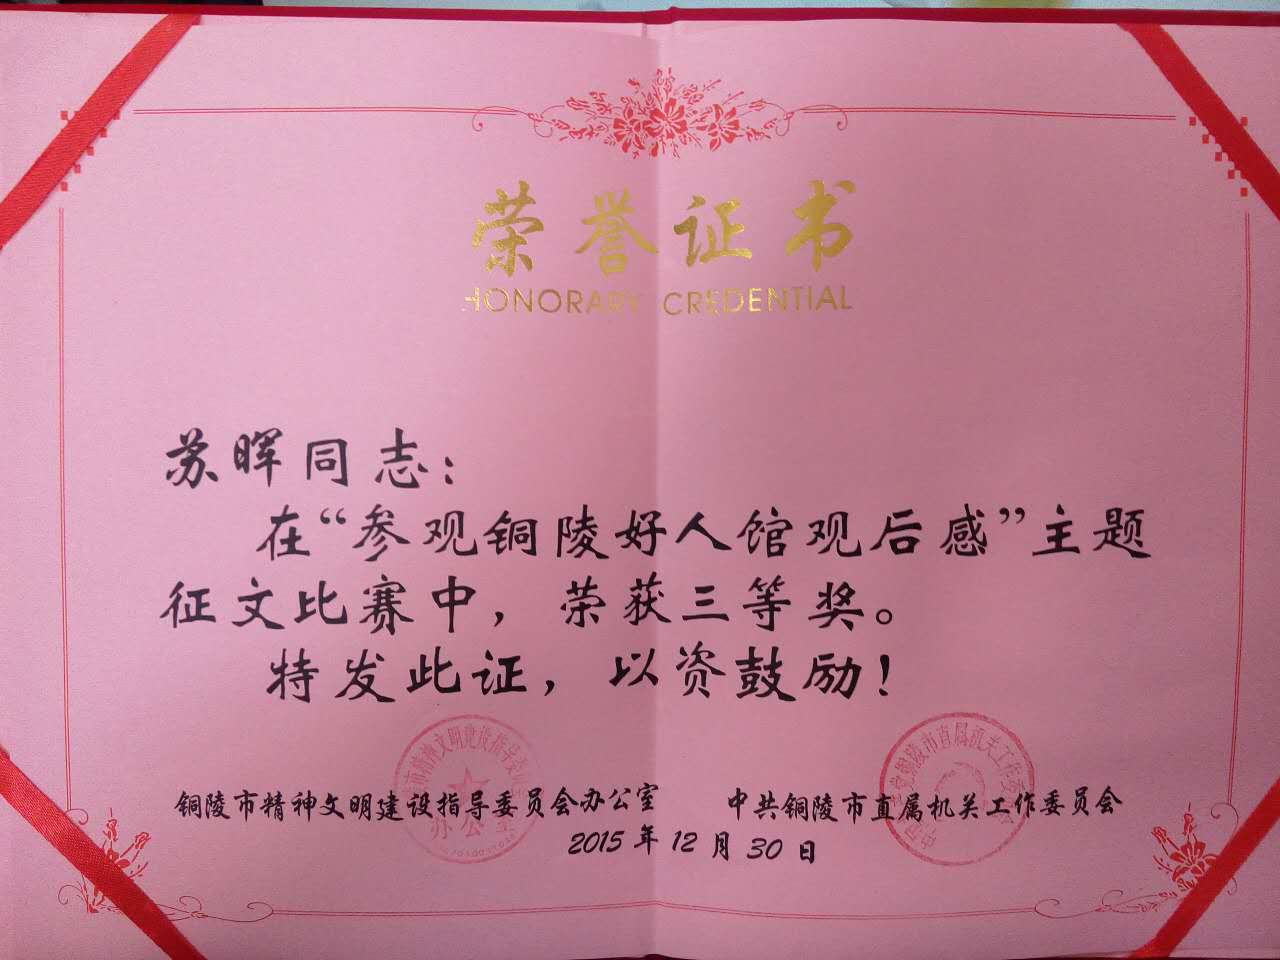 荣誉证书
HONORARY CREDENTIAL
苏晖同志：
在“参观铜陵好人馆观后感”主题
征文比赛中，荣获三等奖。
特发此证，以资鼓励！
铜陵市精神文明建设指导委员会办公室 中共铜陵市直属机关工作委员会
2015年12月30日